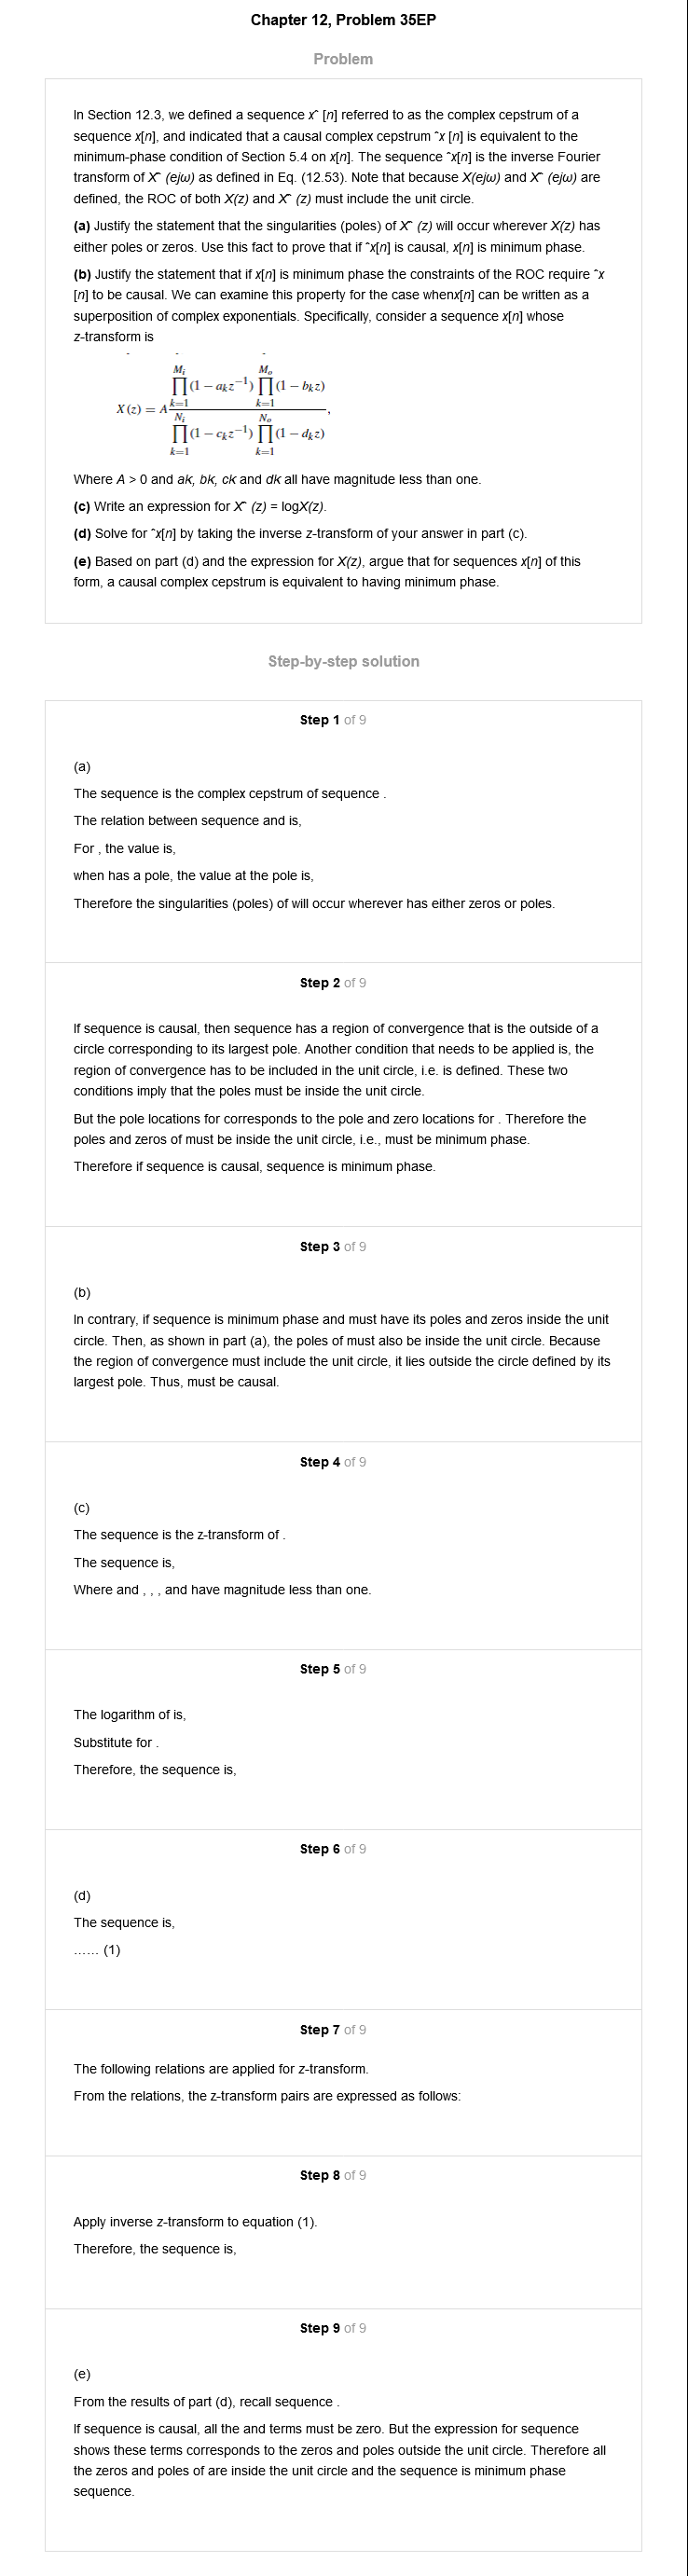 Chapter 12, Problem 35EP
Problem
In Section 12.3, we defined a sequence xˆ [n] referred to as the complex cepstrum of a
sequence x[n], and indicated that a causal complex cepstrum ˆx [n] is equivalent to the
minimum-phase condition of Section 5.4 on x[n]. The sequence ˆx[n] is the inverse Fourier
transform of Xˆ (ejω) as defined in Eq. (12.53). Note that because X(ejω) and Xˆ (ejω) are
defined, the ROC of both X(z) and Xˆ (z) must include the unit circle.
(a) Justify the statement that the singularities (poles) of Xˆ (z) will occur wherever X(z) has
either poles or zeros. Use this fact to prove that if ˆx[n] is causal, x[n] is minimum phase.
(b) Justify the statement that if x[n] is minimum phase the constraints of the ROC require ˆx
[n] to be causal. We can examine this property for the case whenx[n] can be written as a
superposition of complex exponentials. Specifically, consider a sequence x[n] whose
z-transform is
M_i M_o
∏(1 − a_k z^{−1}) ∏(1 − b_k z)
k=1 k=1
X(z) = A ,
N_i N_o
∏(1 − c_k z^{−1}) ∏(1 − d_k z)
k=1 k=1
Where A > 0 and ak, bk, ck and dk all have magnitude less than one.
(c) Write an expression for Xˆ (z) = logX(z).
(d) Solve for ˆx[n] by taking the inverse z-transform of your answer in part (c).
(e) Based on part (d) and the expression for X(z), argue that for sequences x[n] of this
form, a causal complex cepstrum is equivalent to having minimum phase.
Step-by-step solution
Step 1 of 9
(a)
The sequence is the complex cepstrum of sequence .
The relation between sequence and is,
For , the value is,
when has a pole, the value at the pole is,
Therefore the singularities (poles) of will occur wherever has either zeros or poles.
Step 2 of 9
If sequence is causal, then sequence has a region of convergence that is the outside of a
circle corresponding to its largest pole. Another condition that needs to be applied is, the
region of convergence has to be included in the unit circle, i.e. is defined. These two
conditions imply that the poles must be inside the unit circle.
But the pole locations for corresponds to the pole and zero locations for . Therefore the
poles and zeros of must be inside the unit circle, i.e., must be minimum phase.
Therefore if sequence is causal, sequence is minimum phase.
Step 3 of 9
(b)
In contrary, if sequence is minimum phase and must have its poles and zeros inside the unit
circle. Then, as shown in part (a), the poles of must also be inside the unit circle. Because
the region of convergence must include the unit circle, it lies outside the circle defined by its
largest pole. Thus, must be causal.
Step 4 of 9
(c)
The sequence is the z-transform of .
The sequence is,
Where and , , , and have magnitude less than one.
Step 5 of 9
The logarithm of is,
Substitute for .
Therefore, the sequence is,
Step 6 of 9
(d)
The sequence is,
…… (1)
Step 7 of 9
The following relations are applied for z-transform.
From the relations, the z-transform pairs are expressed as follows:
Step 8 of 9
Apply inverse z-transform to equation (1).
Therefore, the sequence is,
Step 9 of 9
(e)
From the results of part (d), recall sequence .
If sequence is causal, all the and terms must be zero. But the expression for sequence
shows these terms corresponds to the zeros and poles outside the unit circle. Therefore all
the zeros and poles of are inside the unit circle and the sequence is minimum phase
sequence.